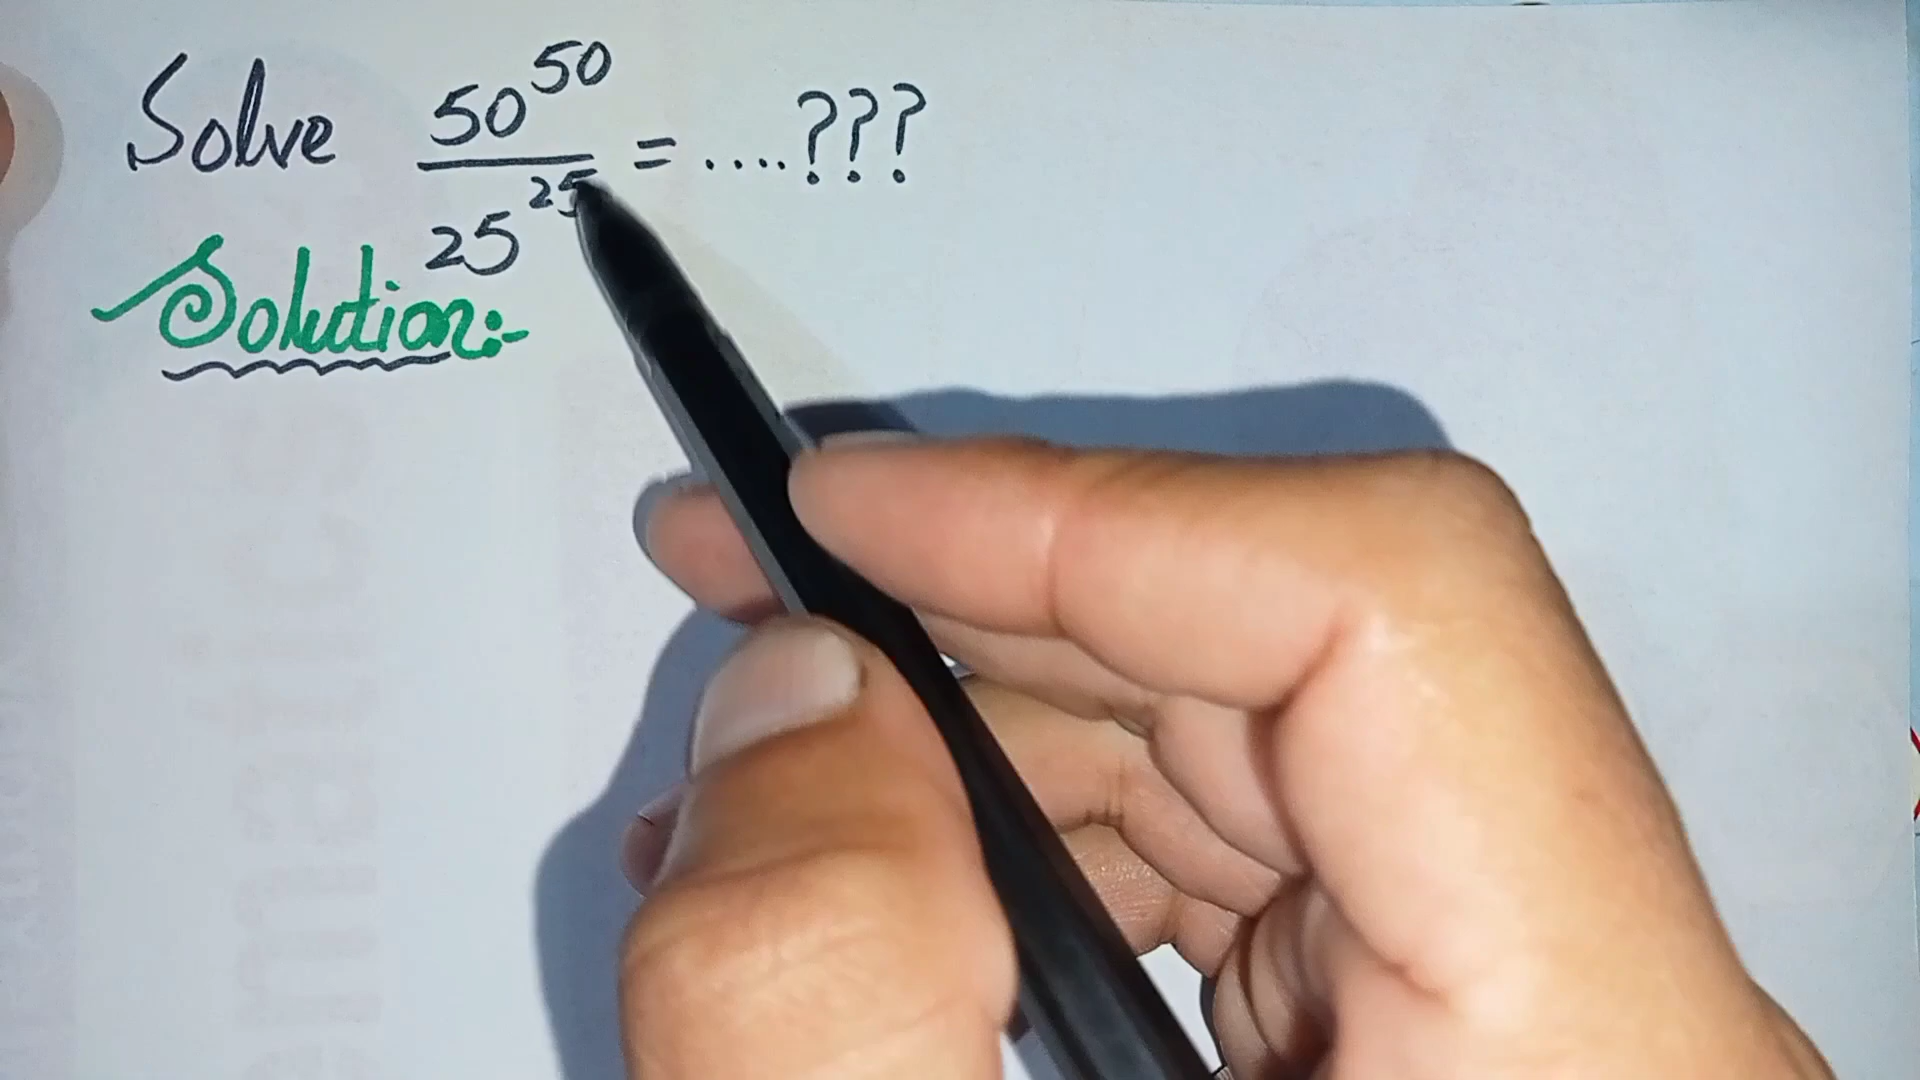 Solve 50^50 / 25^25 = ....???
Solution:-